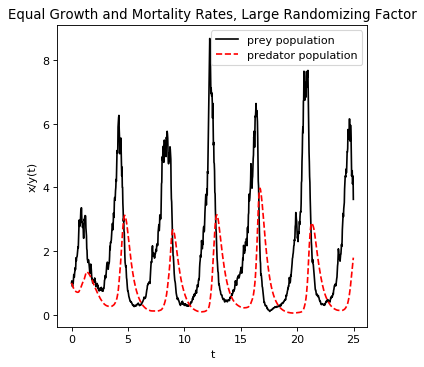 Equal Growth and Mortality Rates, Large Randomizing Factor
prey population
predator population
8
6
4
2
0
x/y(t)
0 5 10 15 20 25
t